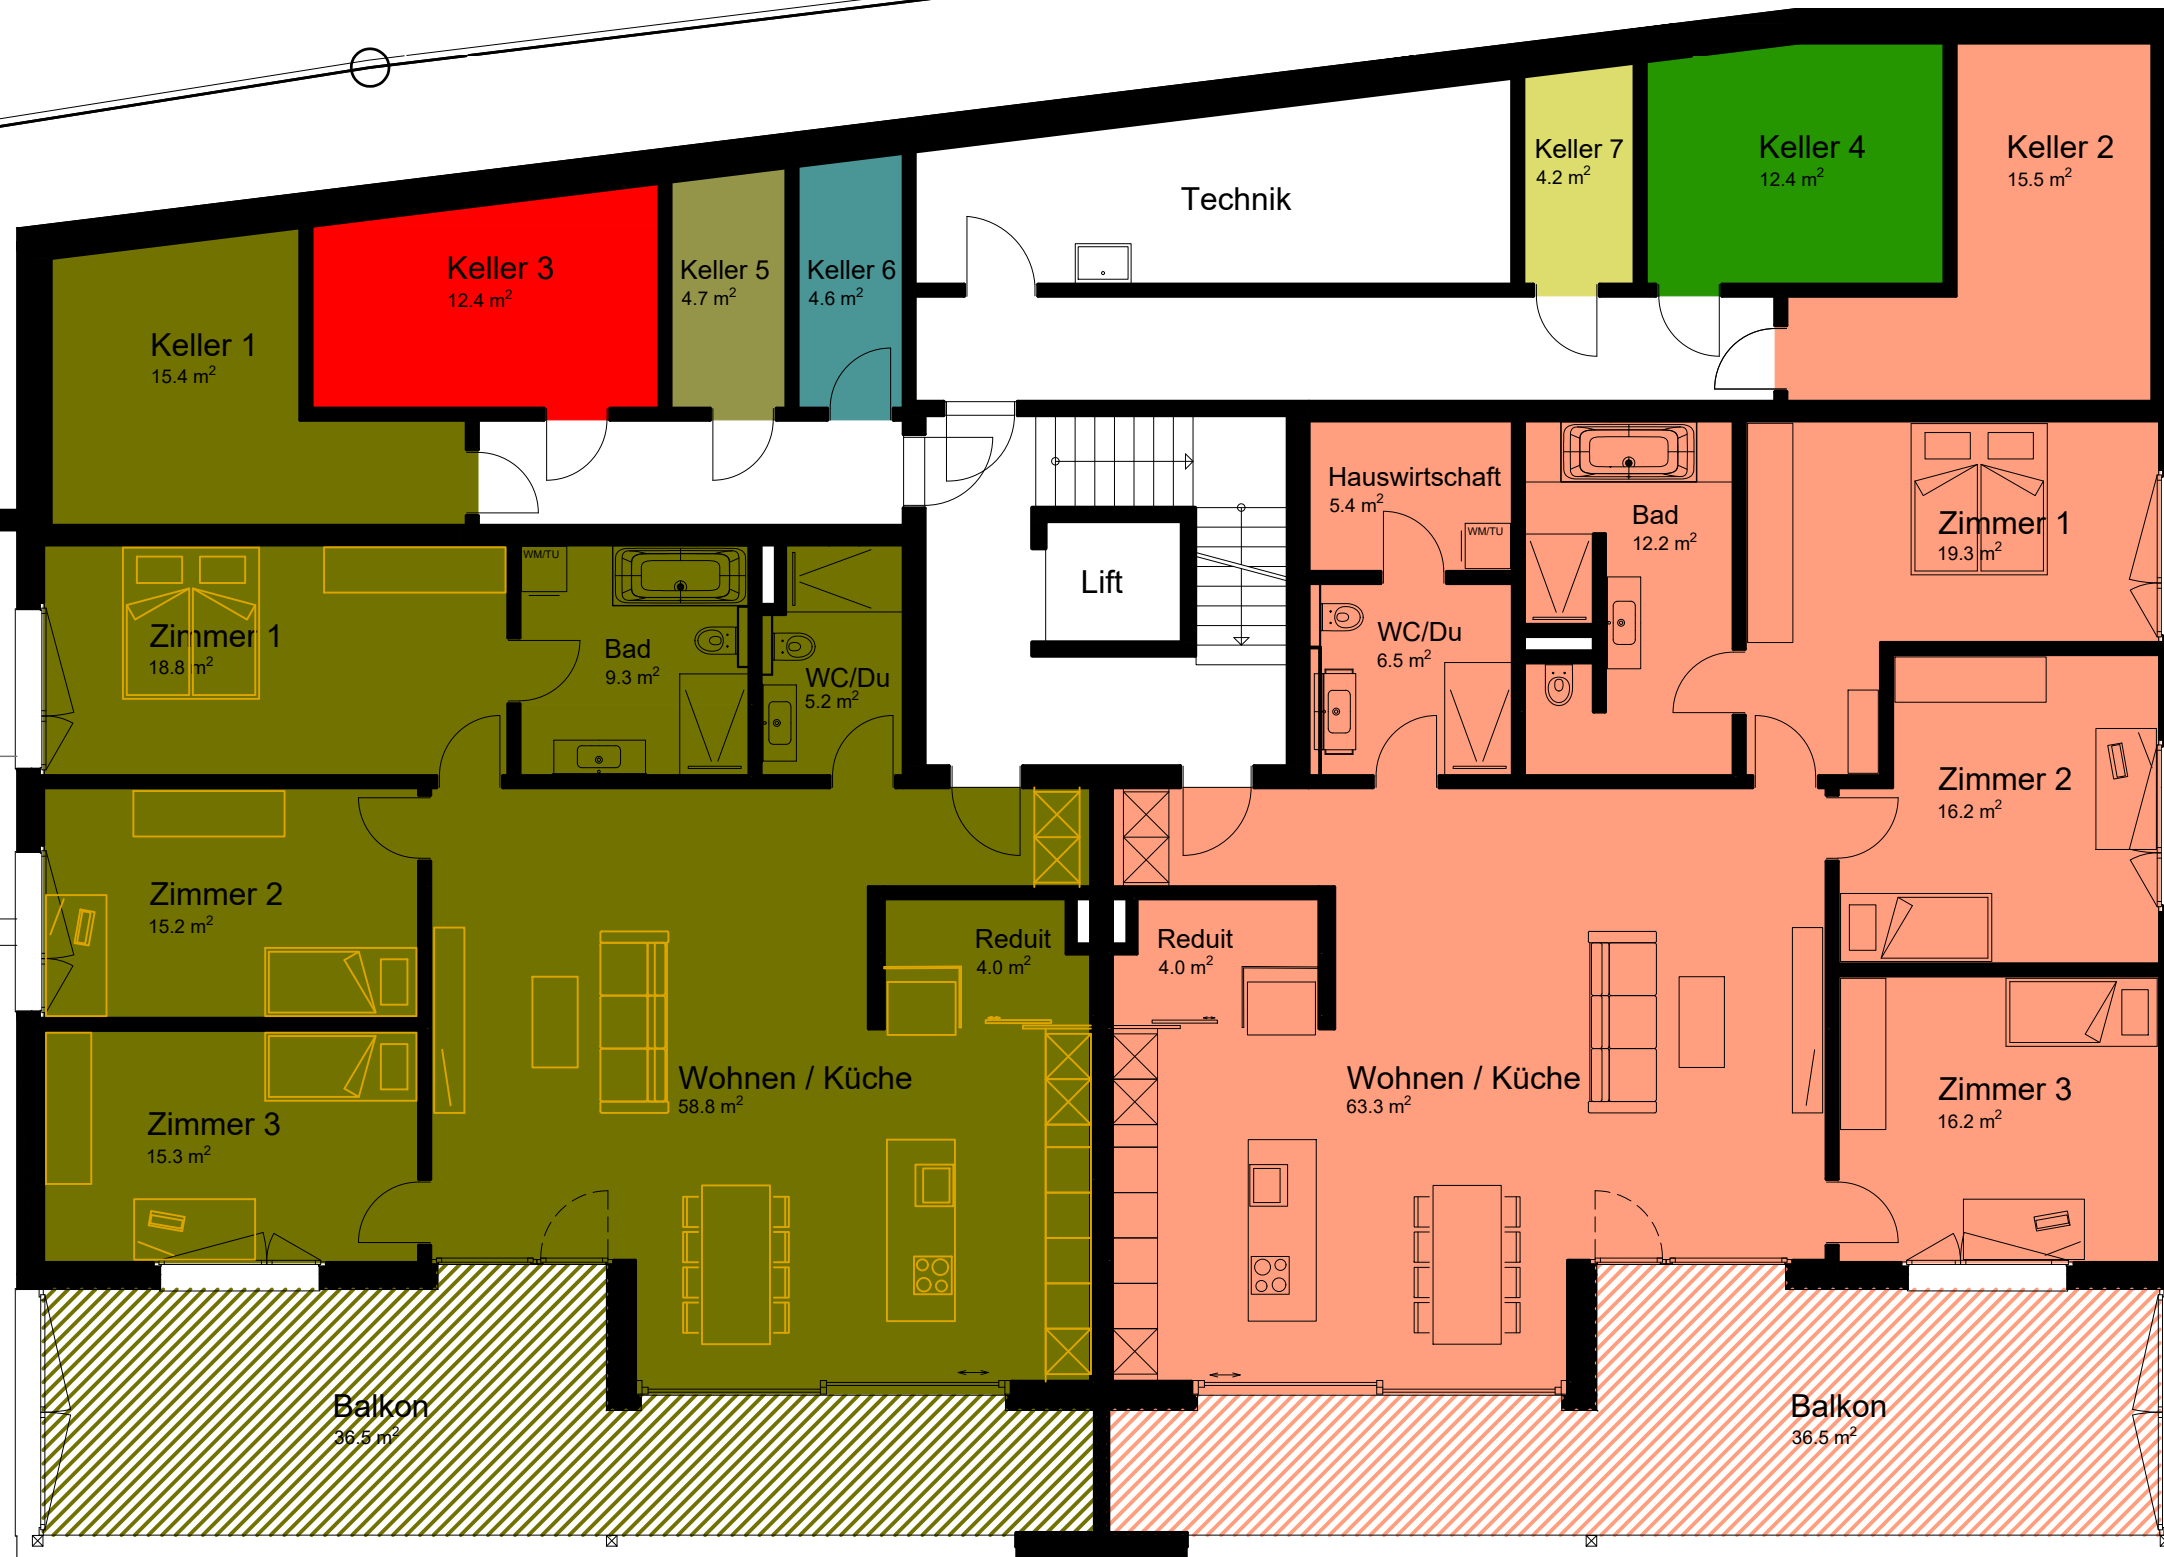 Keller 7
4.2 m²
Keller 4
12.4 m²
Keller 2
15.5 m²
Technik
Keller 3
12.4 m²
Keller 5
4.7 m²
Keller 6
4.6 m²
Keller 1
15.4 m²
Hauswirtschaft
5.4 m²
WM/TU
Bad
12.2 m²
Zimmer 1
19.3 m²
WM/TU
Lift
Zimmer 1
18.8 m²
Bad
9.3 m²
WC/Du
5.2 m²
WC/Du
6.5 m²
Zimmer 2
16.2 m²
Zimmer 2
15.2 m²
Reduit
4.0 m²
Reduit
4.0 m²
Wohnen / Küche
58.8 m²
Wohnen / Küche
63.3 m²
Zimmer 3
16.2 m²
Zimmer 3
15.3 m²
Balkon
36.5 m²
Balkon
36.5 m²